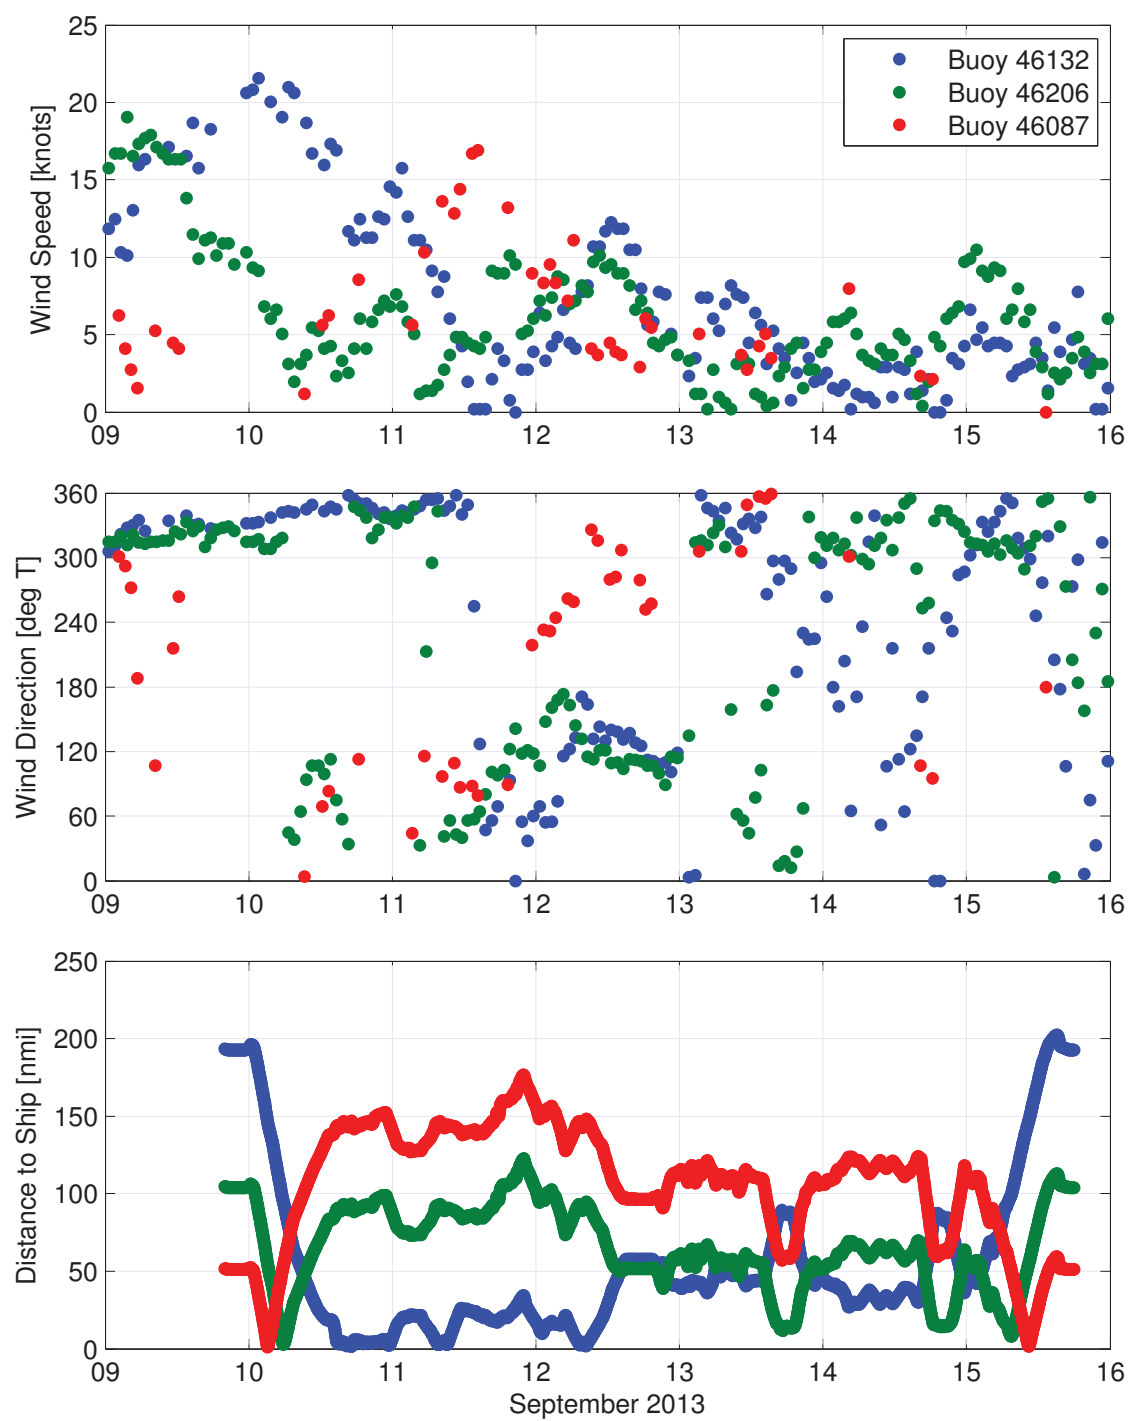 25
20
15
10
5
0
Wind Speed [knots]
Buoy 46132
Buoy 46206
Buoy 46087
09 10 11 12 13 14 15 16
360
300
240
180
120
60
0
Wind Direction [deg T]
09 10 11 12 13 14 15 16
250
200
150
100
50
0
Distance to Ship [nmi]
09 10 11 12 13 14 15 16
September 2013